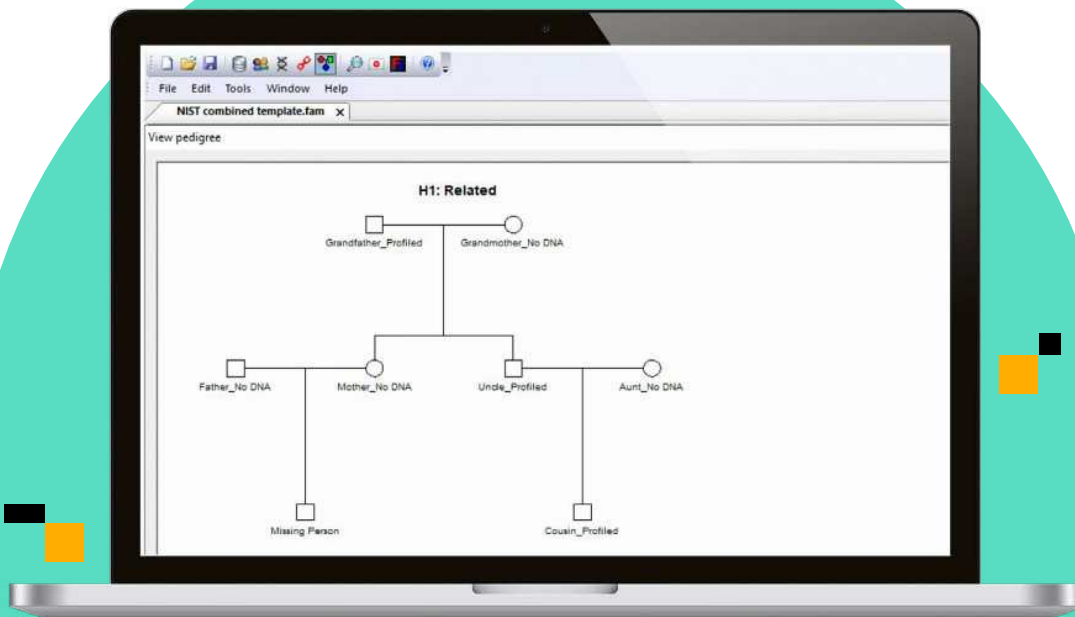 File Edit Tools Window Help
NIST combined template.fam x
View pedigree
H1: Related
Grandfather_Profiled Grandmother_No DNA
Father_No DNA Mother_No DNA Uncle_Profiled Aunt_No DNA
Missing Person Cousin_Profiled